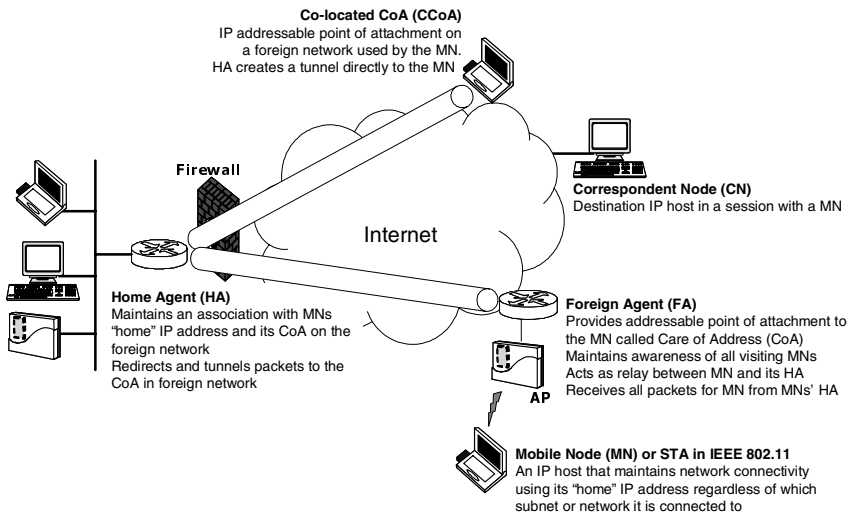 Co-located CoA (CCoA)
IP addressable point of attachment on
a foreign network used by the MN.
HA creates a tunnel directly to the MN
Firewall
Correspondent Node (CN)
Destination IP host in a session with a MN
Internet
Home Agent (HA)
Maintains an association with MNs
“home” IP address and its CoA on the
foreign network
Redirects and tunnels packets to the
CoA in foreign network
Foreign Agent (FA)
Provides addressable point of attachment to
the MN called Care of Address (CoA)
Maintains awareness of all visiting MNs
Acts as relay between MN and its HA
Receives all packets for MN from MNs’ HA
AP
Mobile Node (MN) or STA in IEEE 802.11
An IP host that maintains network connectivity
using its “home” IP address regardless of which
subnet or network it is connected to